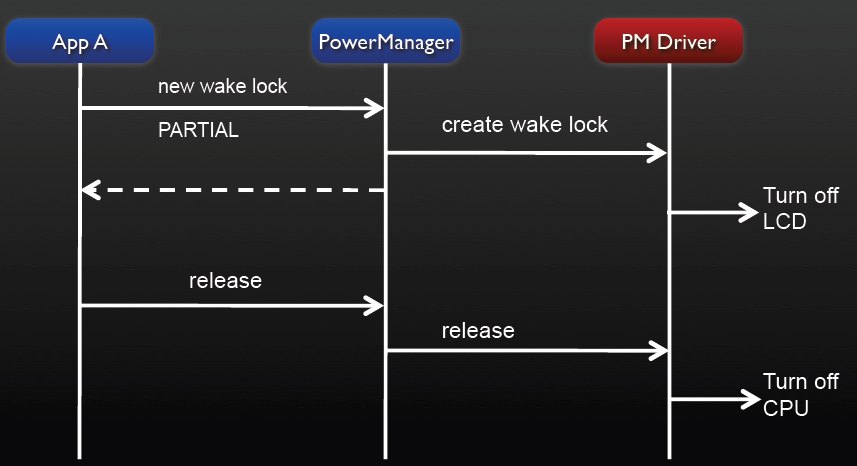 App A
PowerManager
PM Driver
new wake lock
PARTIAL
create wake lock
Turn off
LCD
release
release
Turn off
CPU